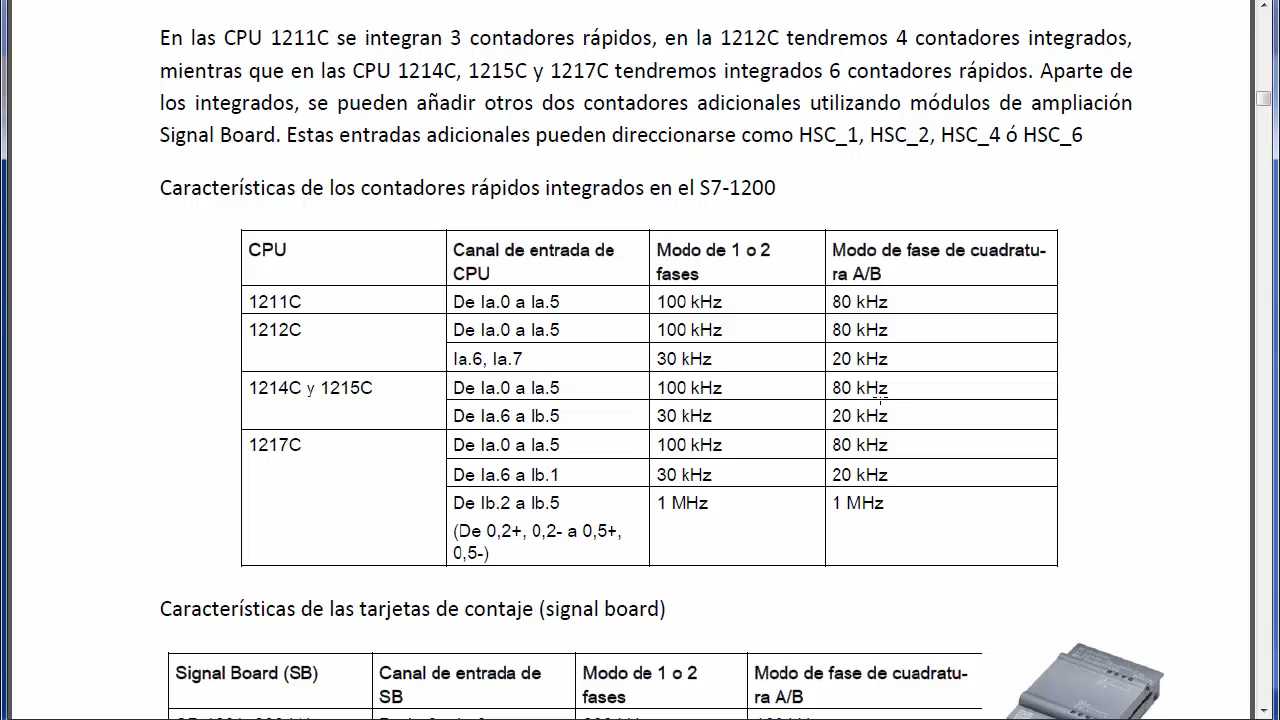 En las CPU 1211C se integran 3 contadores rápidos, en la 1212C tendremos 4 contadores integrados,
mientras que en las CPU 1214C, 1215C y 1217C tendremos integrados 6 contadores rápidos. Aparte de
los integrados, se pueden añadir otros dos contadores adicionales utilizando módulos de ampliación
Signal Board. Estas entradas adicionales pueden direccionarse como HSC_1, HSC_2, HSC_4 ó HSC_6
Características de los contadores rápidos integrados en el S7-1200
CPU Canal de entrada de CPU Modo de 1 o 2 fases Modo de fase de cuadratu-ra A/B
1211C De Ia.0 a Ia.5 100 kHz 80 kHz
1212C De Ia.0 a Ia.5 100 kHz 80 kHz
Ia.6, Ia.7 30 kHz 20 kHz
1214C y 1215C De Ia.0 a Ia.5 100 kHz 80 kHz
De Ia.6 a Ib.5 30 kHz 20 kHz
1217C De Ia.0 a Ia.5 100 kHz 80 kHz
De Ia.6 a Ib.1 30 kHz 20 kHz
De Ib.2 a Ib.5 1 MHz 1 MHz
(De 0,2+, 0,2- a 0,5+,
0,5-)
Características de las tarjetas de contaje (signal board)
Signal Board (SB) Canal de entrada de SB Modo de 1 o 2 fases Modo de fase de cuadratu-ra A/B